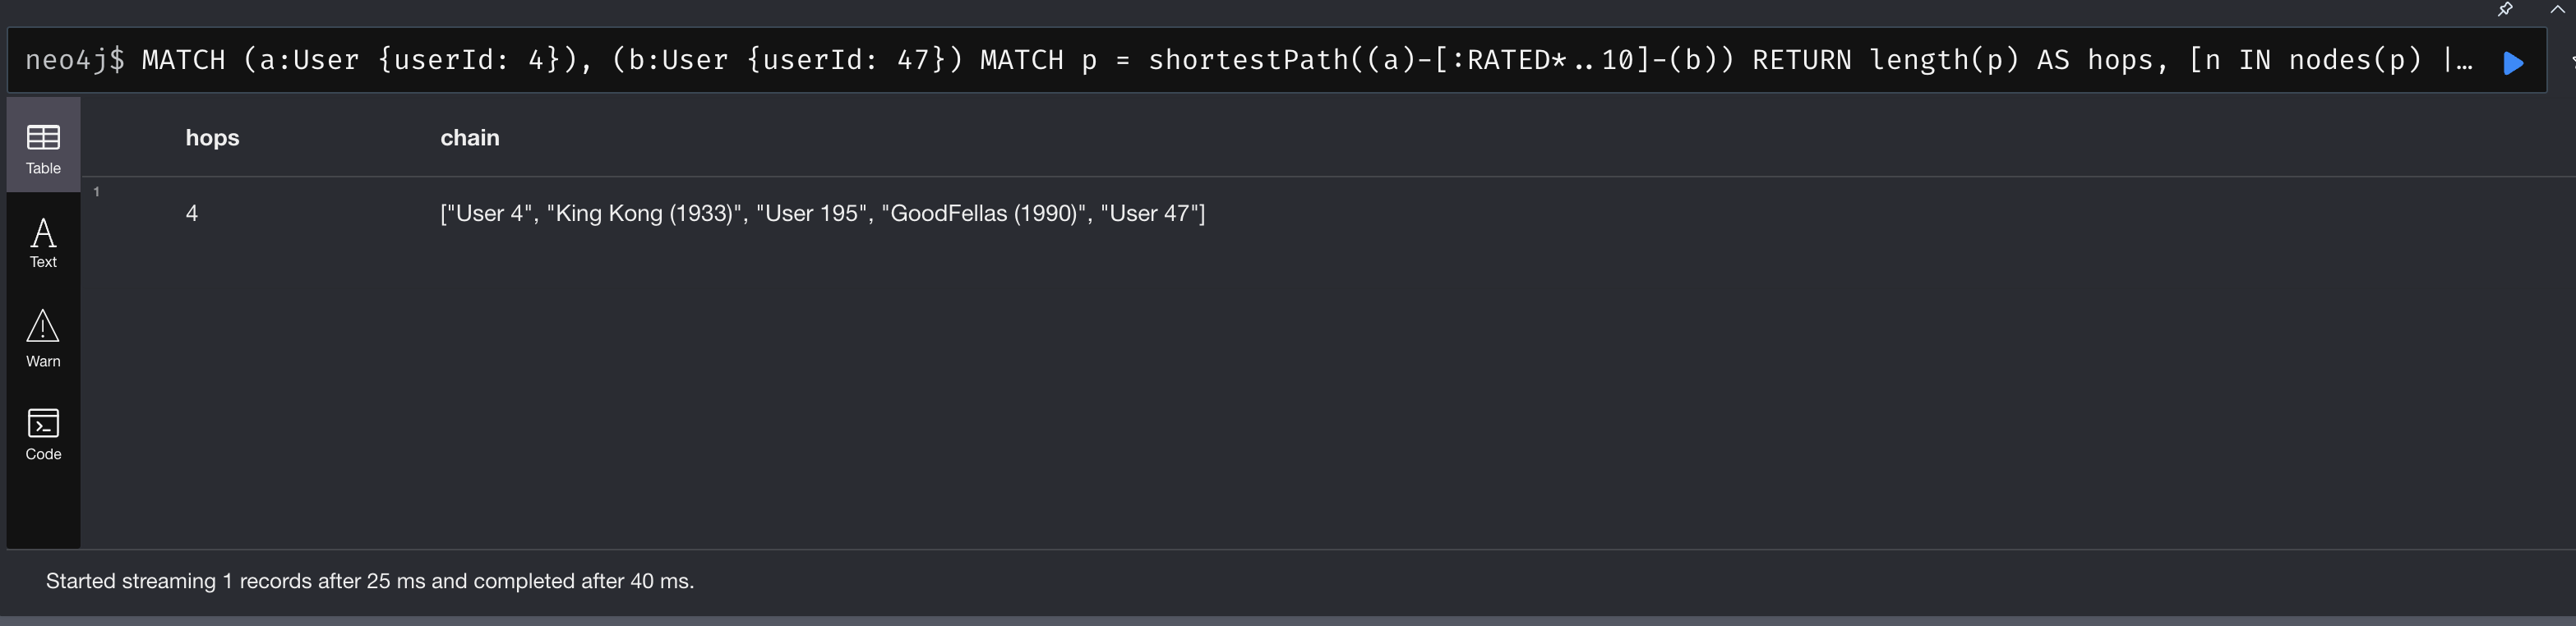 neo4j$ MATCH (a:User {userId: 4}), (b:User {userId: 47}) MATCH p = shortestPath((a)-[:RATED*..10]-(b)) RETURN length(p) AS hops, [n IN nodes(p) |…
Table
hops chain
1
4 ["User 4", "King Kong (1933)", "User 195", "GoodFellas (1990)", "User 47"]
Text
Warn
Code
Started streaming 1 records after 25 ms and completed after 40 ms.